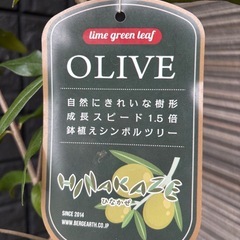 lime green leaf
OLIVE
自然にきれいな樹形
成長スピード1.5倍
鉢植えシンボルツリー
HINAKAZE
ひなかぜ
SINCE 2014
WWW.BERGEARTH.CO.JP